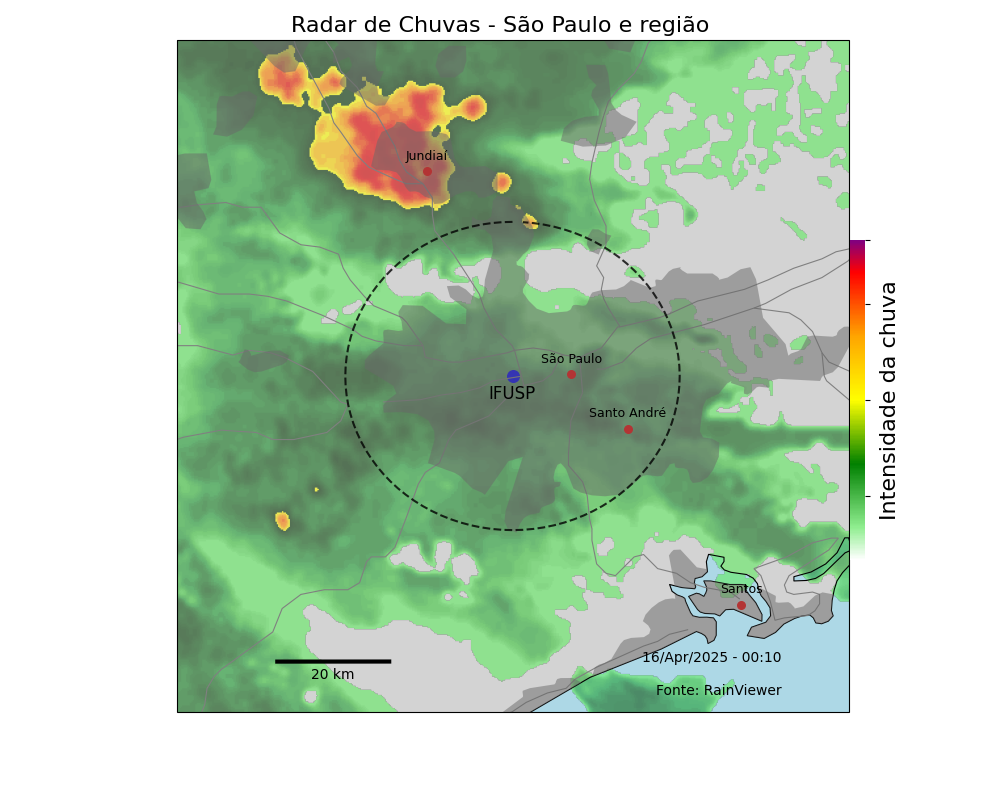 Radar de Chuvas - São Paulo e região
Jundiaí
São Paulo
IFUSP
Santo André
Intensidade da chuva
Santos
16/Apr/2025 - 00:10
20 km
Fonte: RainViewer